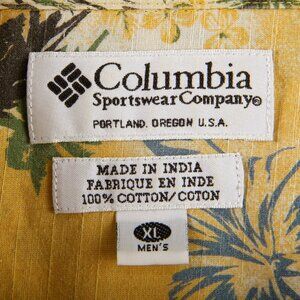 Columbia
Sportswear Company®
PORTLAND, OREGON U.S.A.
MADE IN INDIA
FABRIQUE EN INDE
100% COTTON/COTON
XL
MEN'S